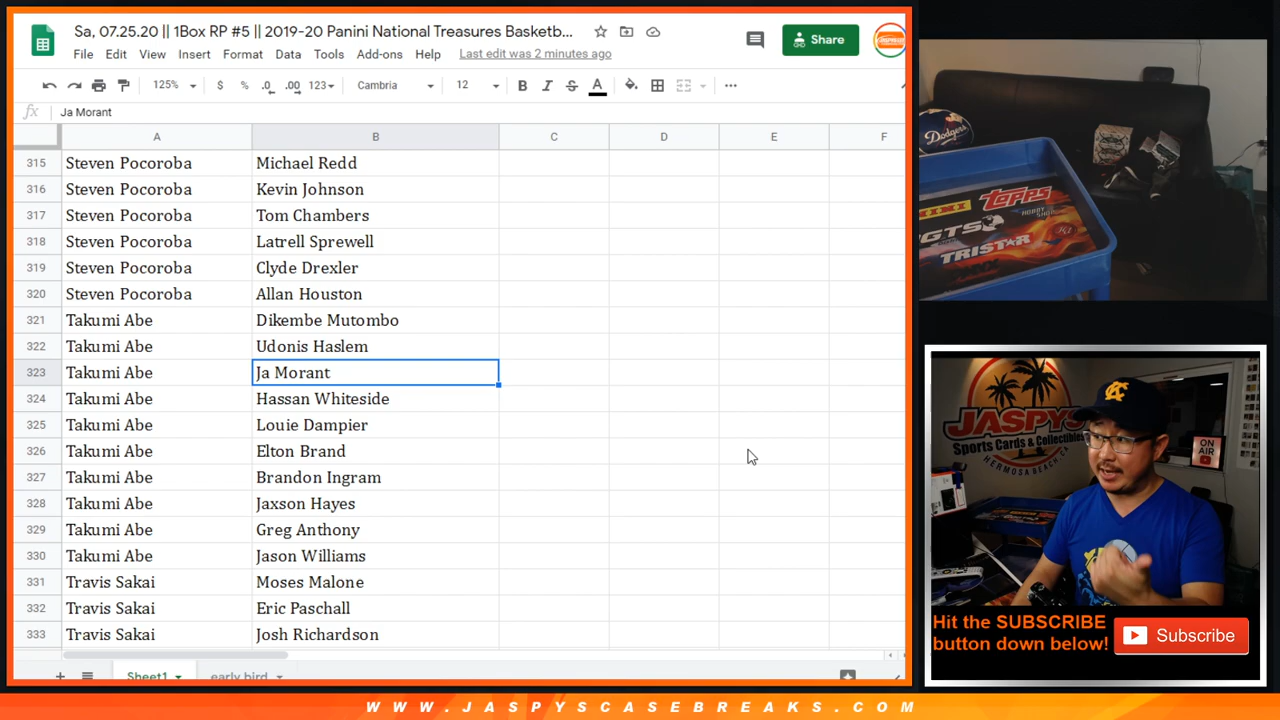 Sa, 07.25.20 || 1Box RP #5 || 2019-20 Panini National Treasures Basketb...
Share
File Edit View Insert Format Data Tools Add-ons Help Last edit was 2 minutes ago
125% $ % .0 .00 123 Cambria 12 B I S A
fx Ja Morant
A B C D E F
315 Steven Pocoroba Michael Redd
316 Steven Pocoroba Kevin Johnson
317 Steven Pocoroba Tom Chambers
318 Steven Pocoroba Latrell Sprewell
319 Steven Pocoroba Clyde Drexler
320 Steven Pocoroba Allan Houston
321 Takumi Abe Dikembe Mutombo
322 Takumi Abe Udonis Haslem
323 Takumi Abe Ja Morant
324 Takumi Abe Hassan Whiteside
325 Takumi Abe Louie Dampier
326 Takumi Abe Elton Brand
327 Takumi Abe Brandon Ingram
328 Takumi Abe Jaxson Hayes
329 Takumi Abe Greg Anthony
330 Takumi Abe Jason Williams
331 Travis Sakai Moses Malone
332 Travis Sakai Eric Paschall
333 Travis Sakai Josh Richardson
Sheet1 early bird
Dodgers
TOPPS
HOBBY SHOP
GTS
TRISTAR
JASPYS
Sports Cards & Collectibles
HERMOSA BEACH, CA
ON AIR
Hit the SUBSCRIBE
button down below!
Subscribe
WWW.JASPYSCASEBREAKS.COM